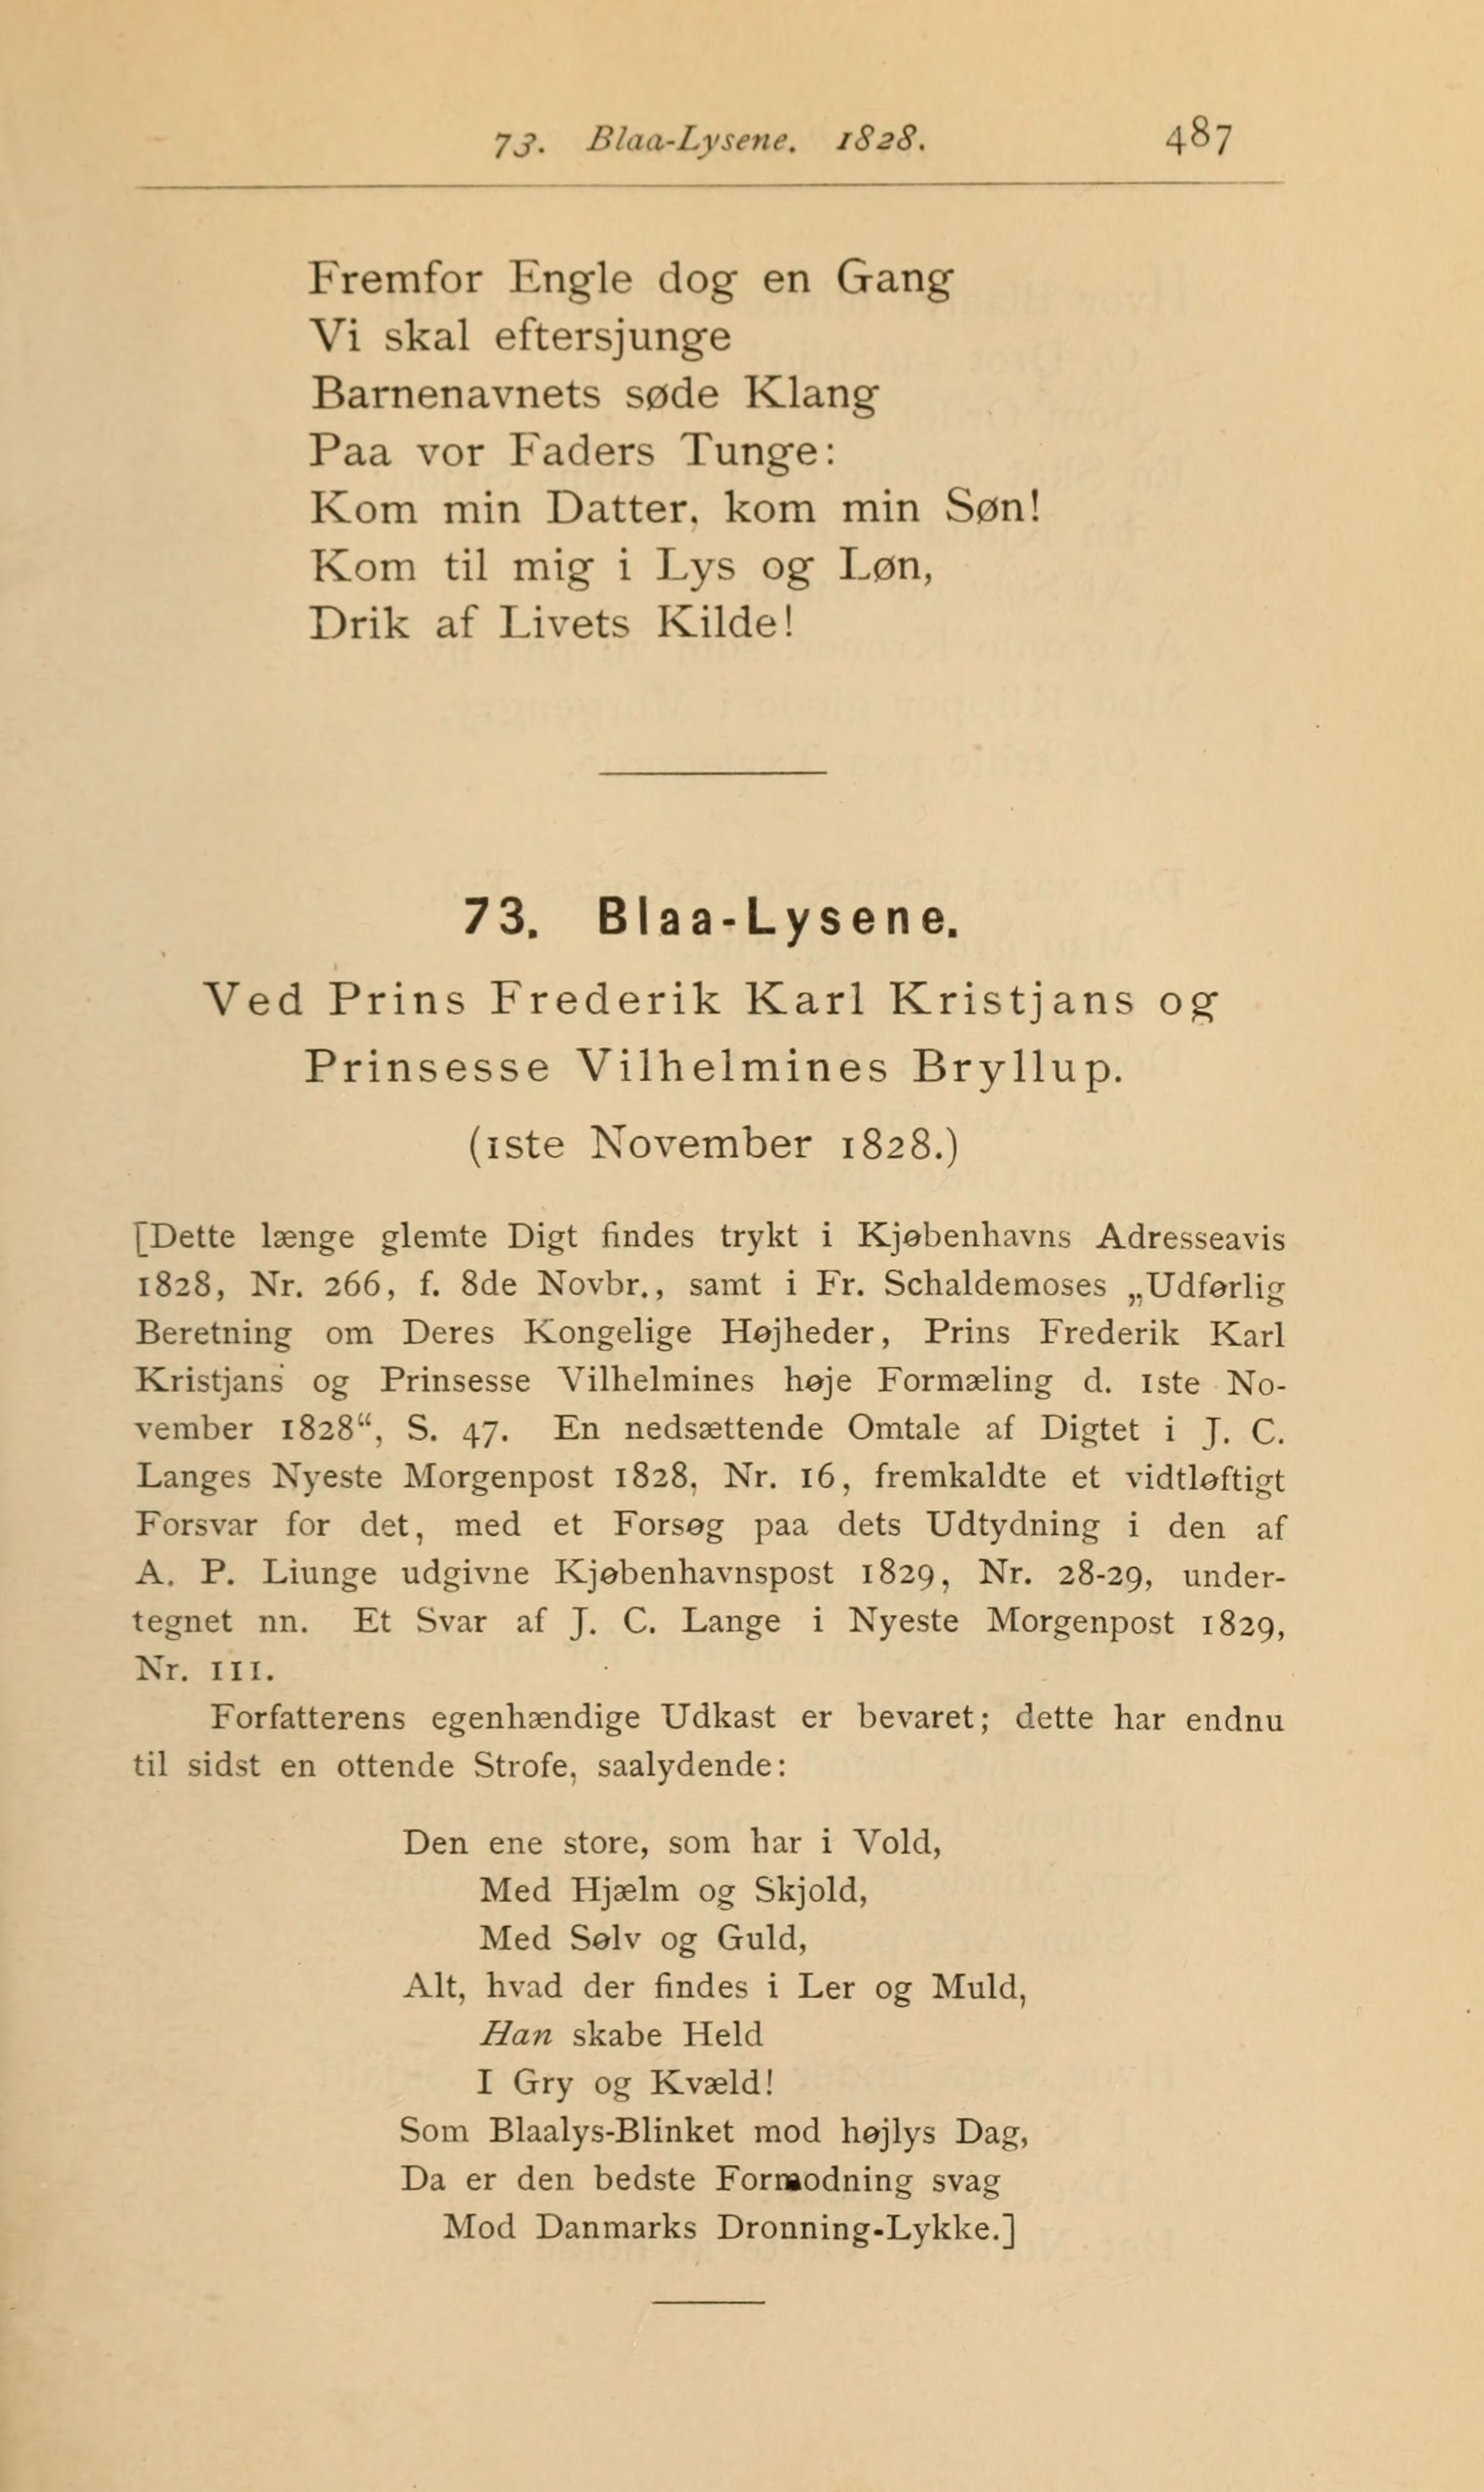 73. Blaa-Lysene. 1828. 487
Fremfor Engle dog en Gang
Vi skal eftersjunge
Barnenavnets søde Klang
Paa vor Faders Tunge:
Kom min Datter, kom min Søn!
Kom til mig i Lys og Løn,
Drik af Livets Kilde!
73. Blaa-Lysene.
Ved Prins Frederik Karl Kristjans og
Prinsesse Vilhelmines Bryllup.
(1ste November 1828.)
[Dette længe glemte Digt findes trykt i Kjøbenhavns Adresseavis
1828, Nr. 266, f. 8de Novbr., samt i Fr. Schaldemoses „Udførlig
Beretning om Deres Kongelige Højheder, Prins Frederik Karl
Kristjans og Prinsesse Vilhelmines høje Formæling d. 1ste No-
vember 1828“, S. 47. En nedsættende Omtale af Digtet i J. C.
Langes Nyeste Morgenpost 1828, Nr. 16, fremkaldte et vidtløftigt
Forsvar for det, med et Forsøg paa dets Udtydning i den af
A. P. Liunge udgivne Kjøbenhavnspost 1829, Nr. 28-29, under-
tegnet nn. Et Svar af J. C. Lange i Nyeste Morgenpost 1829,
Nr. 111.
Forfatterens egenhændige Udkast er bevaret; dette har endnu
til sidst en ottende Strofe, saalydende:
Den ene store, som har i Vold,
Med Hjælm og Skjold,
Med Sølv og Guld,
Alt, hvad der findes i Ler og Muld,
Han skabe Held
I Gry og Kvæld!
Som Blaalys-Blinket mod højlys Dag,
Da er den bedste Formodning svag
Mod Danmarks Dronning-Lykke.]